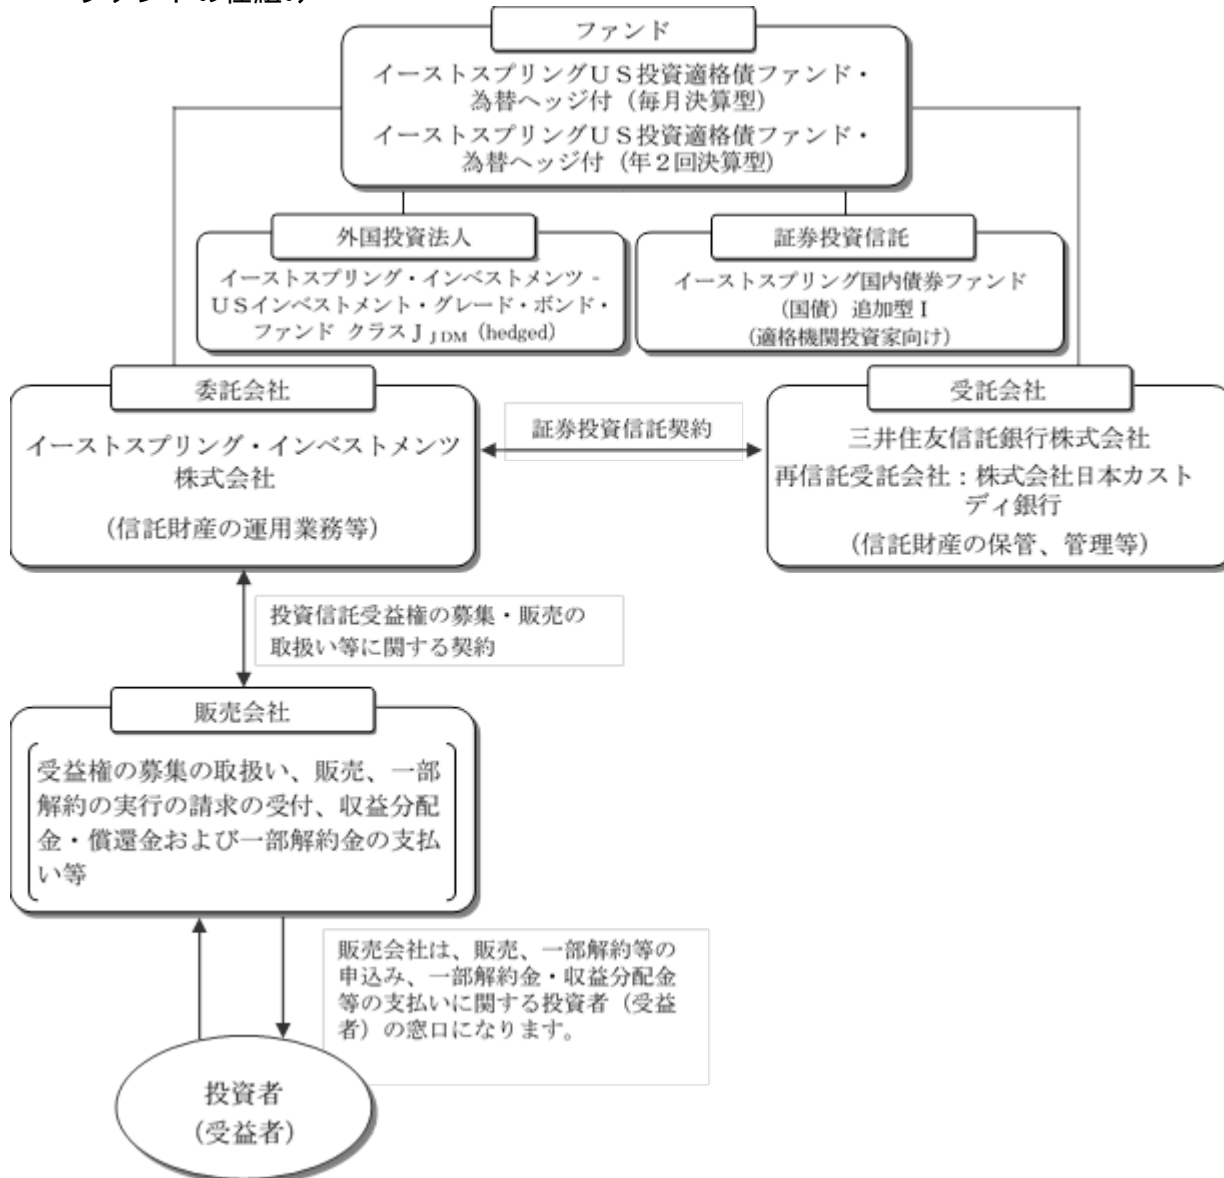 ファンドの仕組み
ファンド
イーストスプリングUS投資適格債ファンド・
為替ヘッジ付（毎月決算型）
イーストスプリングUS投資適格債ファンド・
為替ヘッジ付（年２回決算型）
外国投資法人
イーストスプリング・インベストメンツ -
USインベストメント・グレード・ボンド・
ファンド クラスＪJDM（hedged）
証券投資信託
イーストスプリング国内債券ファンド
（国債）追加型Ⅰ
（適格機関投資家向け）
委託会社
イーストスプリング・インベストメンツ
株式会社
（信託財産の運用業務等）
証券投資信託契約
受託会社
三井住友信託銀行株式会社
再信託受託会社：株式会社日本カスト
ディ銀行
（信託財産の保管、管理等）
投資信託受益権の募集・販売の
取扱い等に関する契約
販売会社
受益権の募集の取扱い、販売、一部
解約の実行の請求の受付、収益分配
金・償還金および一部解約金の支払
い等
販売会社は、販売、一部解約等の
申込み、一部解約金・収益分配金
等の支払いに関する投資者（受益
者）の窓口になります。
投資者
（受益者）